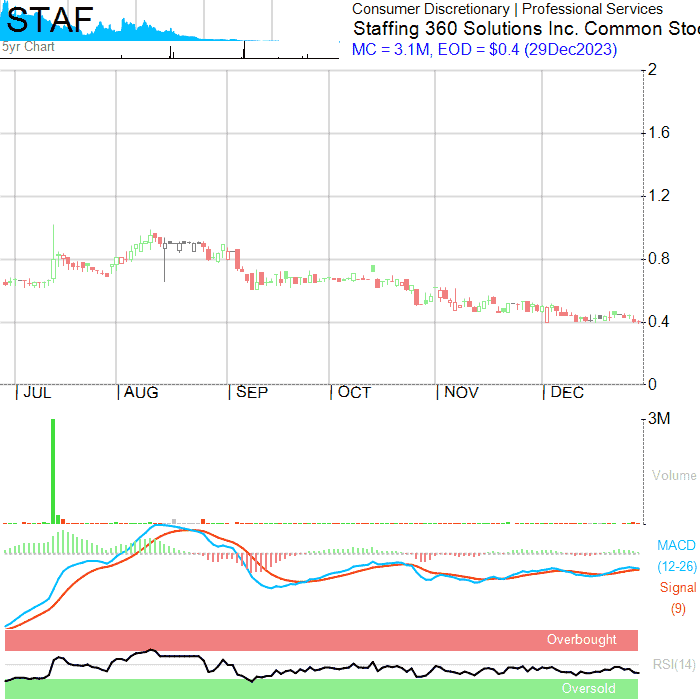 STAF
5yr Chart
Consumer Discretionary | Professional Services
Staffing 360 Solutions Inc. Common Stoc
MC = 3.1M, EOD = $0.4 (29Dec2023)
2
1.6
1.2
0.8
0.4
0
JUL AUG SEP OCT NOV DEC
3M
Volume
MACD
(12-26)
Signal
(9)
Overbought
RSI(14)
Oversold